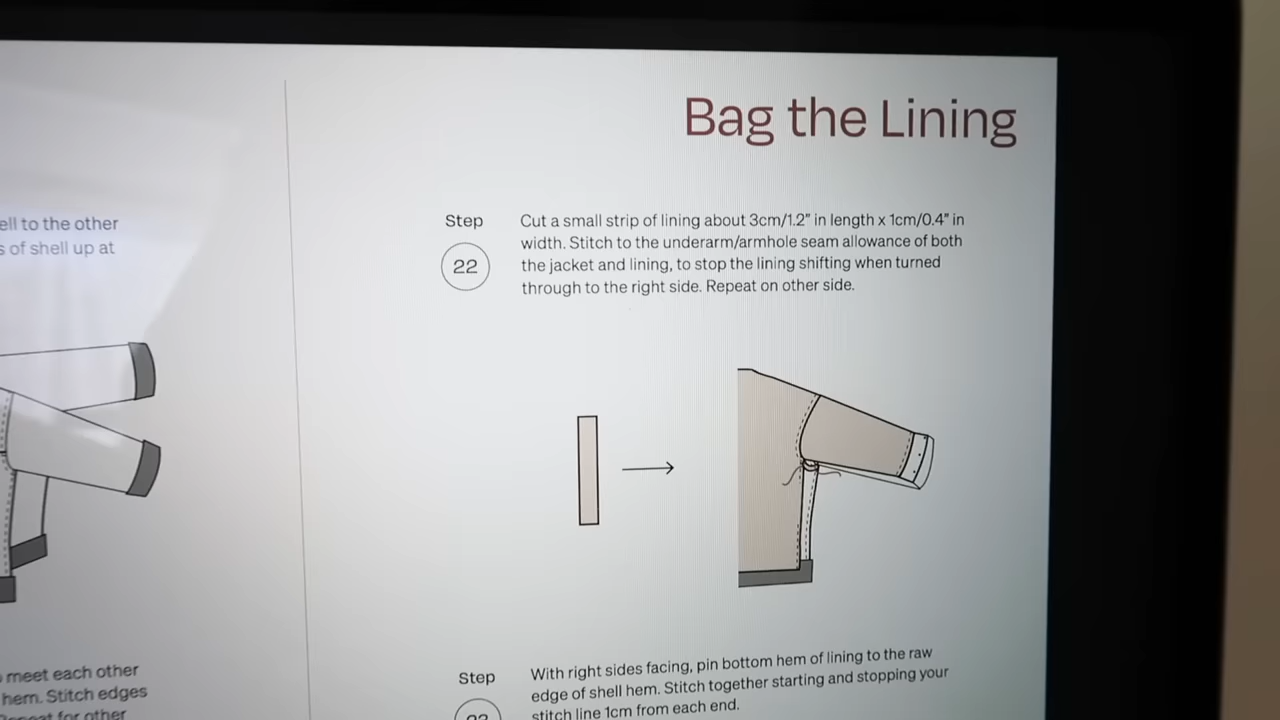 ell to the other
s of shell up at
meet each other
hem. Stitch edges
for other
Bag the Lining
Step
22
Cut a small strip of lining about 3cm/1.2" in length x 1cm/0.4" in
width. Stitch to the underarm/armhole seam allowance of both
the jacket and lining, to stop the lining shifting when turned
through to the right side. Repeat on other side.
Step
With right sides facing, pin bottom hem of lining to the raw
edge of shell hem. Stitch together starting and stopping your
stitch line 1cm from each end.